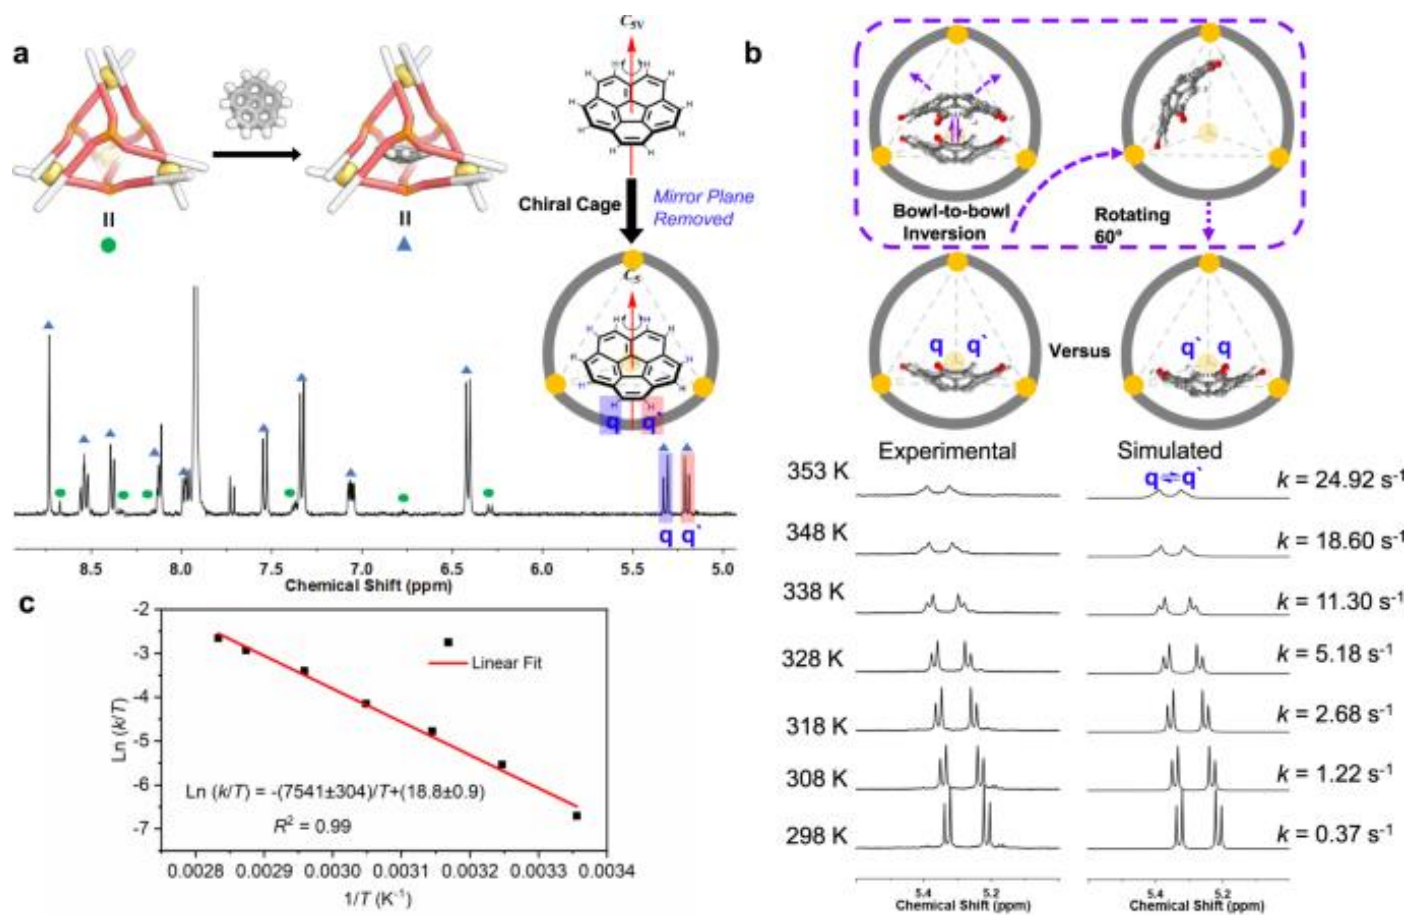 a
C5V
H H
H H
H H
H H
H H
Chiral Cage
Mirror Plane
Removed
=
=
C5
H H
H H
H H
H H
H H
q q`
q q`
8.5 8.0 7.5 7.0 6.5 6.0 5.5 5.0
Chemical Shift (ppm)
b
Bowl-to-bowl
Inversion
Rotating
60°
q q`
Versus
q` q
Experimental
Simulated
353 K
q⇌q`
k = 24.92 s-1
348 K
k = 18.60 s-1
338 K
k = 11.30 s-1
328 K
k = 5.18 s-1
318 K
k = 2.68 s-1
308 K
k = 1.22 s-1
298 K
k = 0.37 s-1
5.4 5.2
Chemical Shift (ppm)
5.4 5.2
Chemical Shift (ppm)
c
-2
-3
-4
-5
-6
-7
Ln (k/T)
Linear Fit
Ln (k/T) = -(7541±304)/T+(18.8±0.9)
R2 = 0.99
0.0028 0.0029 0.0030 0.0031 0.0032 0.0033 0.0034
1/T (K-1)